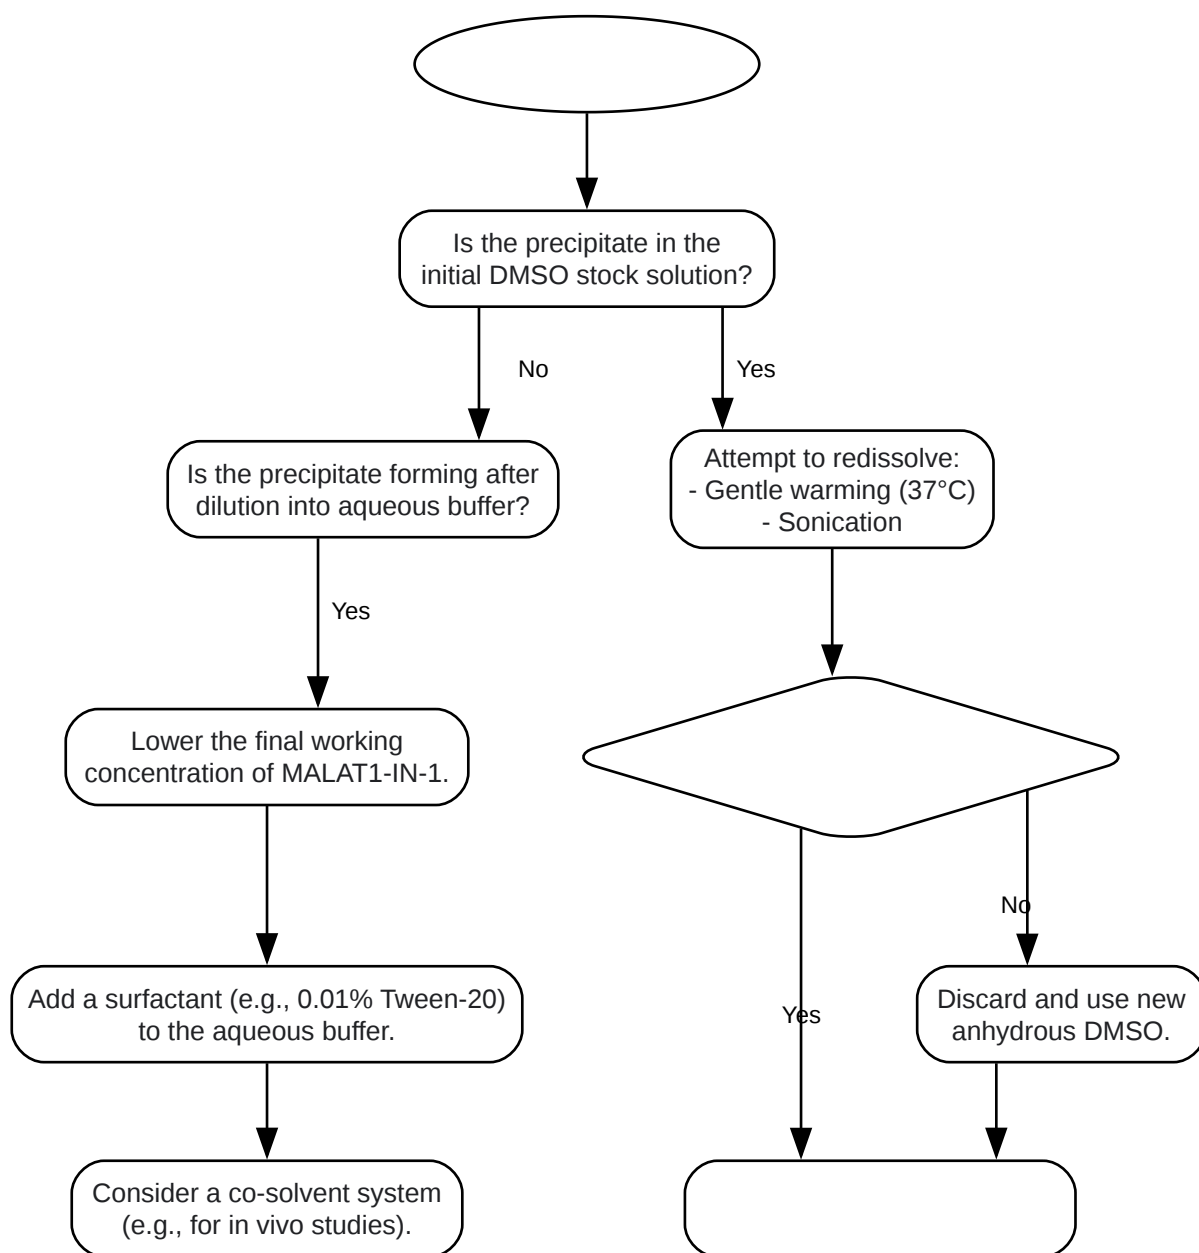 Is the precipitate in the
initial DMSO stock solution?
No
Yes
Is the precipitate forming after
dilution into aqueous buffer?
Attempt to redissolve:
- Gentle warming (37°C)
- Sonication
Yes
Lower the final working
concentration of MALAT1-IN-1.
No
Yes
Add a surfactant (e.g., 0.01% Tween-20)
to the aqueous buffer.
Discard and use new
anhydrous DMSO.
Consider a co-solvent system
(e.g., for in vivo studies).